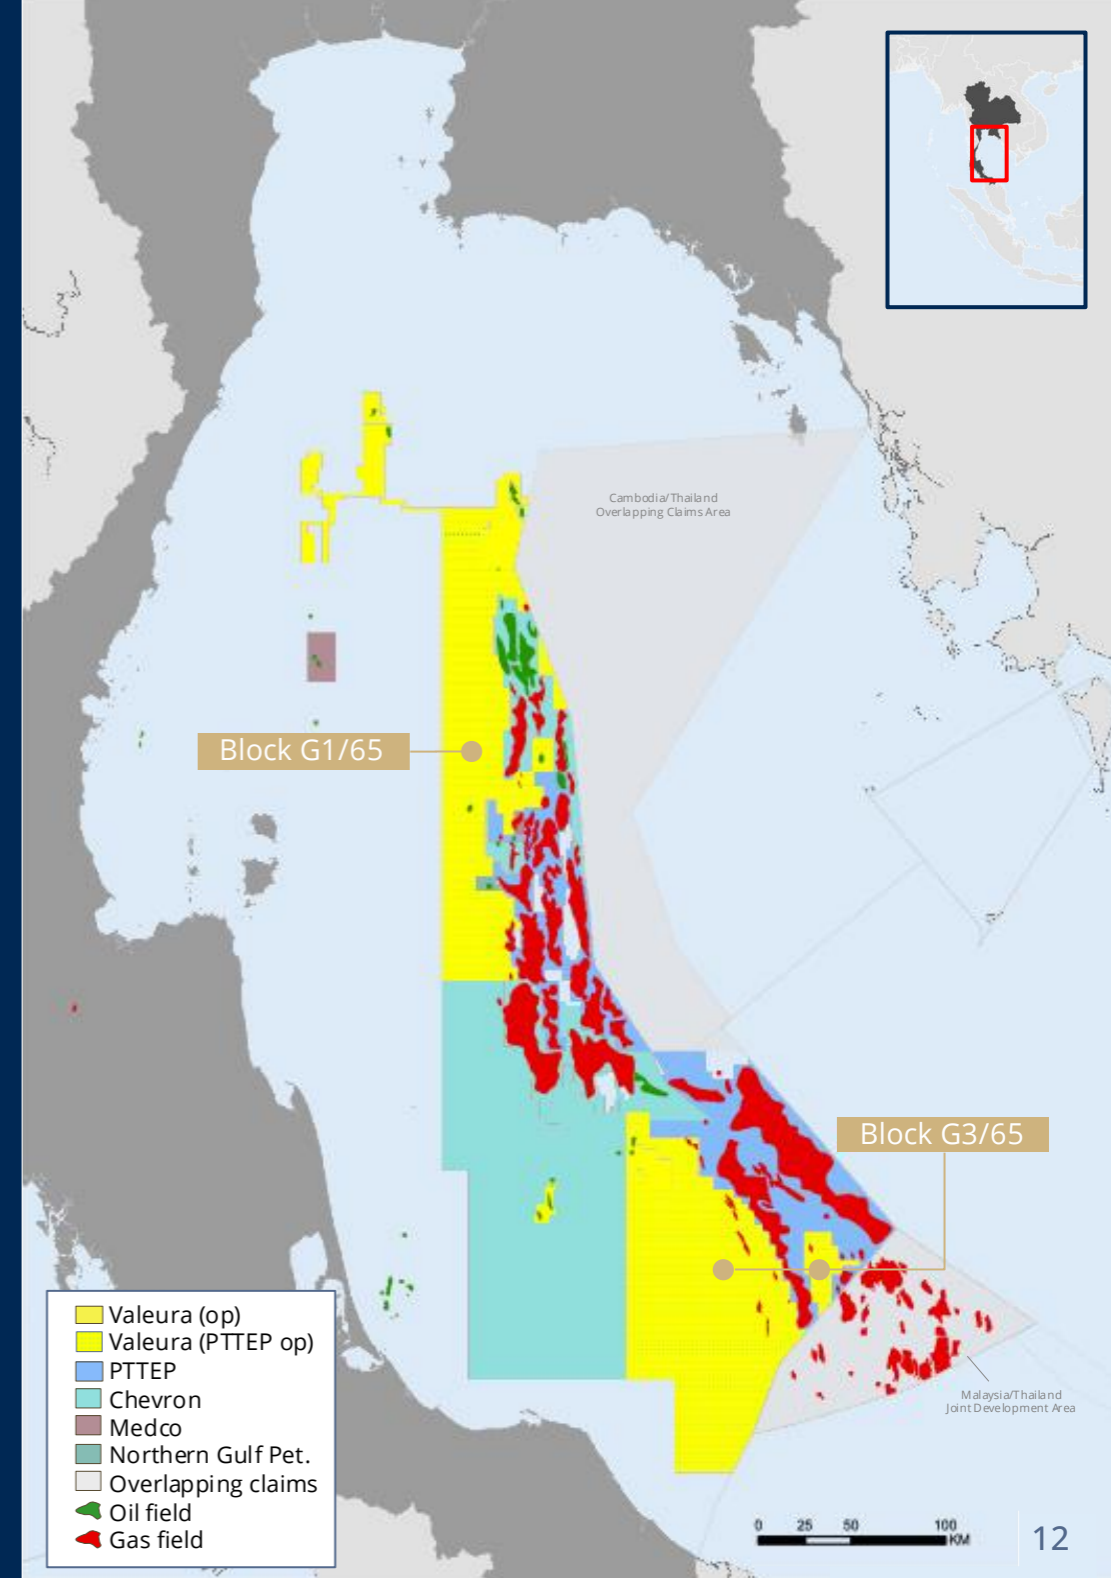 Cambodia/Thailand
Overlapping Claims Area
Block G1/65
Block G3/65
Valeura (op)
Valeura (PTTEP op)
PTTEP
Chevron
Medco
Northern Gulf Pet.
Overlapping claims
Oil field
Gas field
Malaysia/Thailand
Joint Development Area
0 25 50 100
KM
12